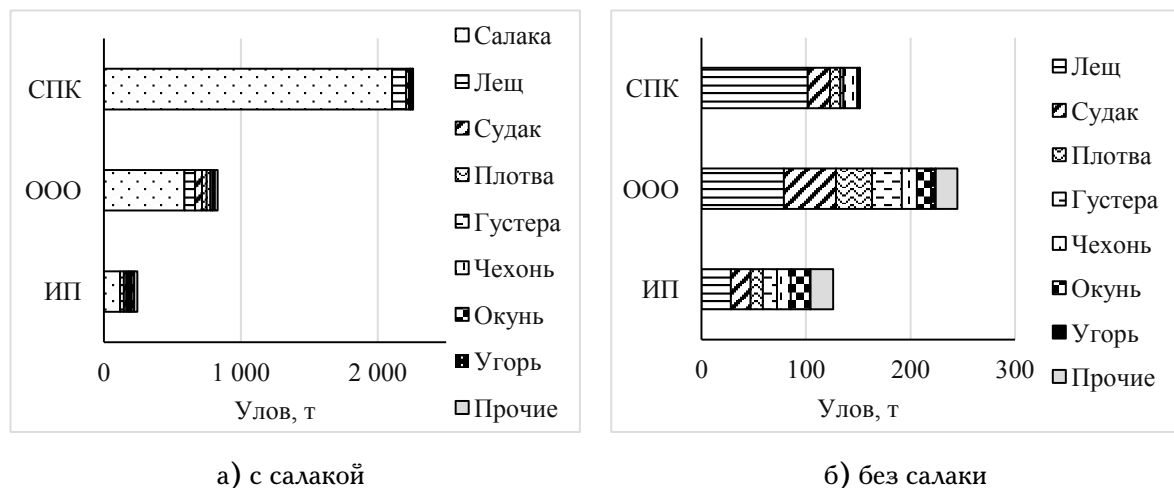 СПК
ООО
ИП
0
1 000
2 000
Улов, т
Салака
Лещ
Судак
Плотва
Густера
Чехонь
Окунь
Угорь
Прочие
а) с салакой
СПК
ООО
ИП
0
100
200
300
Улов, т
Лещ
Судак
Плотва
Густера
Чехонь
Окунь
Угорь
Прочие
б) без салаки